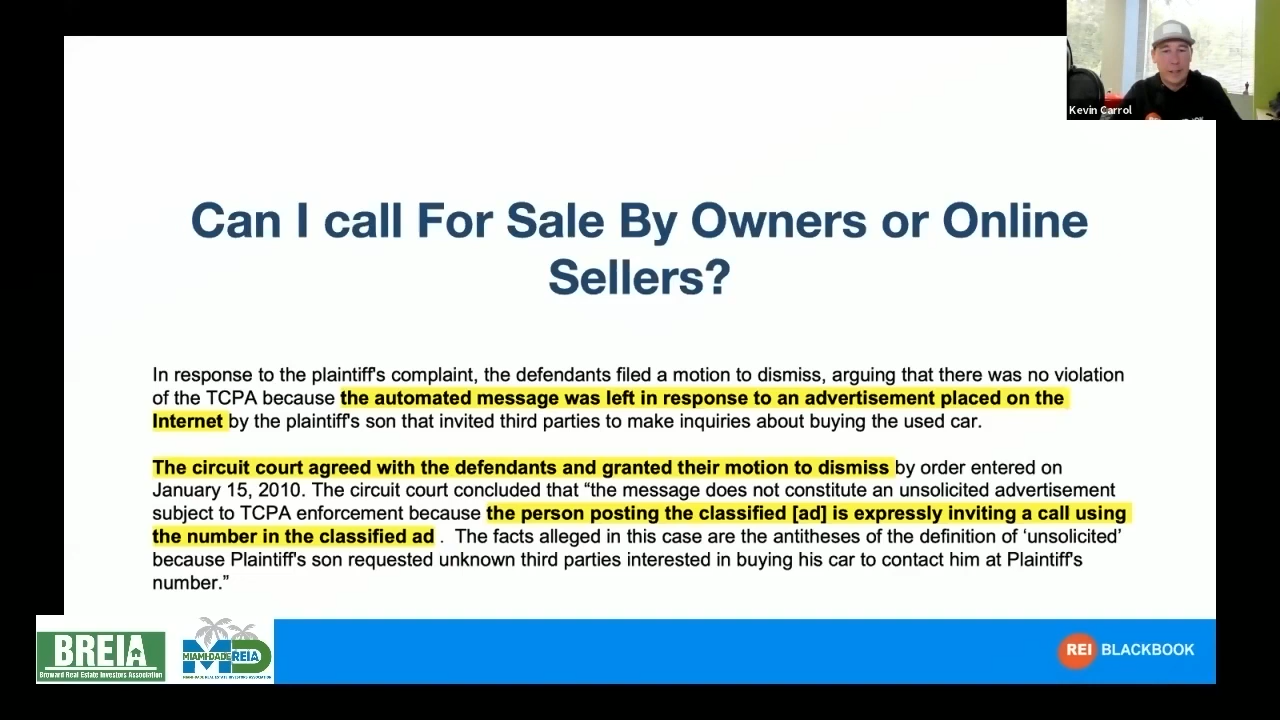 Kevin Carrol
Can I call For Sale By Owners or Online
Sellers?
In response to the plaintiff's complaint, the defendants filed a motion to dismiss, arguing that there was no violation
of the TCPA because the automated message was left in response to an advertisement placed on the
Internet by the plaintiff's son that invited third parties to make inquiries about buying the used car.
The circuit court agreed with the defendants and granted their motion to dismiss by order entered on
January 15, 2010. The circuit court concluded that “the message does not constitute an unsolicited advertisement
subject to TCPA enforcement because the person posting the classified [ad] is expressly inviting a call using
the number in the classified ad . The facts alleged in this case are the antitheses of the definition of ‘unsolicited’
because Plaintiff's son requested unknown third parties interested in buying his car to contact him at Plaintiff's
number.”
BREIA
Broward Real Estate Investors Association
MIAMI-DADE REIA
MIAMI-DADE REAL ESTATE INVESTORS ASSOCIATION
REI BLACKBOOK